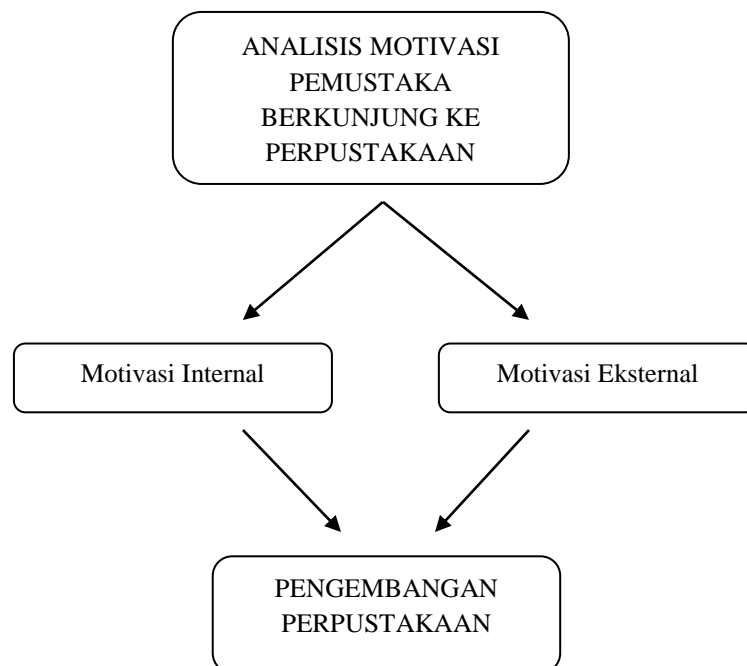 ANALISIS MOTIVASI
PEMUSTAKA
BERKUNJUNG KE
PERPUSTAKAAN
Motivasi Internal
Motivasi Eksternal
PENGEMBANGAN
PERPUSTAKAAN